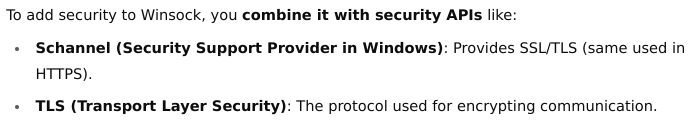 To add security to Winsock, you combine it with security APIs like:
• Schannel (Security Support Provider in Windows): Provides SSL/TLS (same used in
HTTPS).
• TLS (Transport Layer Security): The protocol used for encrypting communication.